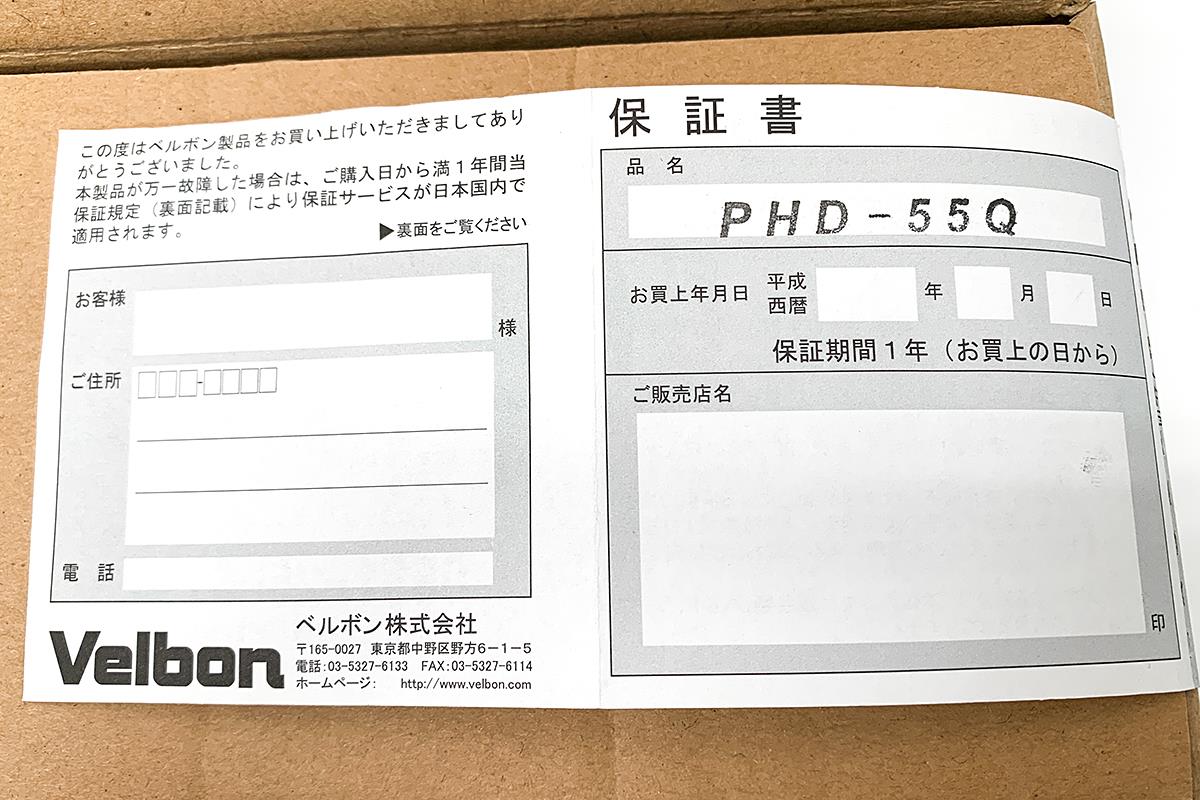 この度はベルボン製品をお買い上げいただきましてあり
がとうございました。
本製品が万一故障した場合は、ご購入日から満1年間当
保証規定（裏面記載）により保証サービスが日本国内で
適用されます。
▶裏面をご覧ください
お客様
様
ご住所
電 話
Velbon
ベルボン株式会社
〒165-0027 東京都中野区野方6－1－5
電話：03-5327-6133 FAX：03-5327-6114
ホームページ： http://www.velbon.com
保 証 書
品 名
PHD-55Q
お買上年月日 平成 年 月 日
西暦
保証期間1年（お買上の日から）
ご販売店名
印